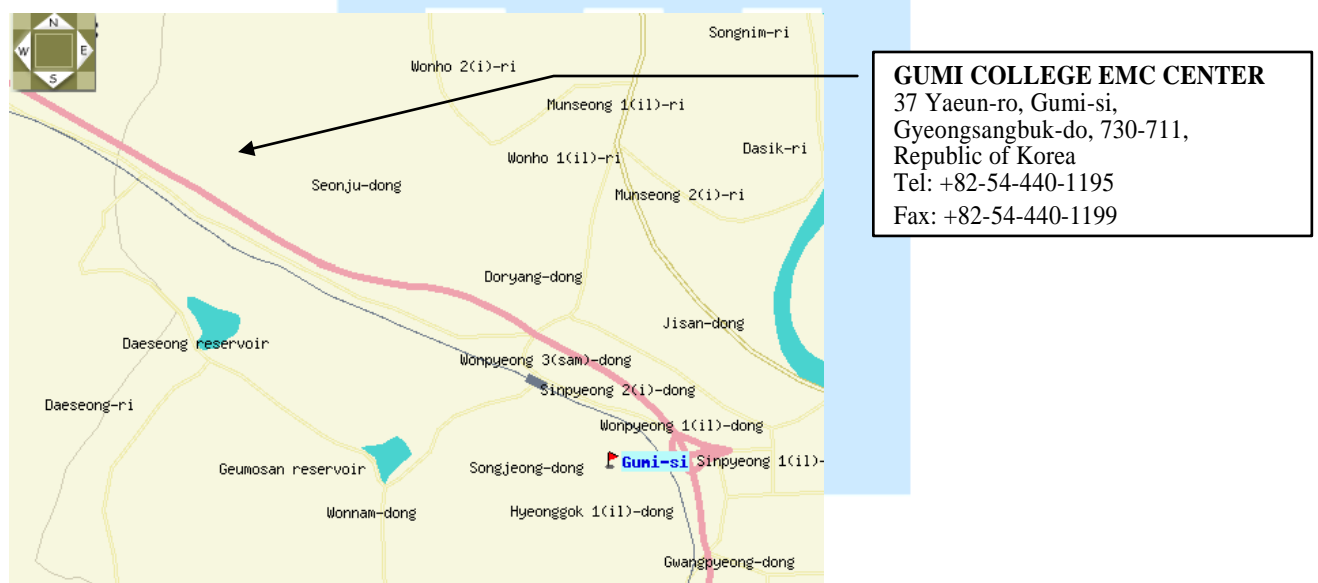 N
W E
S
Songnim-ri
Wonho 2(i)-ri
Munseong 1(il)-ri
Wonho 1(il)-ri
Dasik-ri
Seonju-dong
Munseong 2(i)-ri
Doryang-dong
Jisan-dong
Daeseong reservoir
Wonpyeong 3(sam)-dong
Sinpyeong 2(i)-dong
Daeseong-ri
Wonpyeong 1(il)-dong
Geumosan reservoir
Songjeong-dong
Gumi-si
Sinpyeong 1(il)-
Wonnam-dong
Hyeonggok 1(il)-dong
Gwangpyeong-dong
GUMI COLLEGE EMC CENTER
37 Yaeun-ro, Gumi-si,
Gyeongsangbuk-do, 730-711,
Republic of Korea
Tel: +82-54-440-1195
Fax: +82-54-440-1199